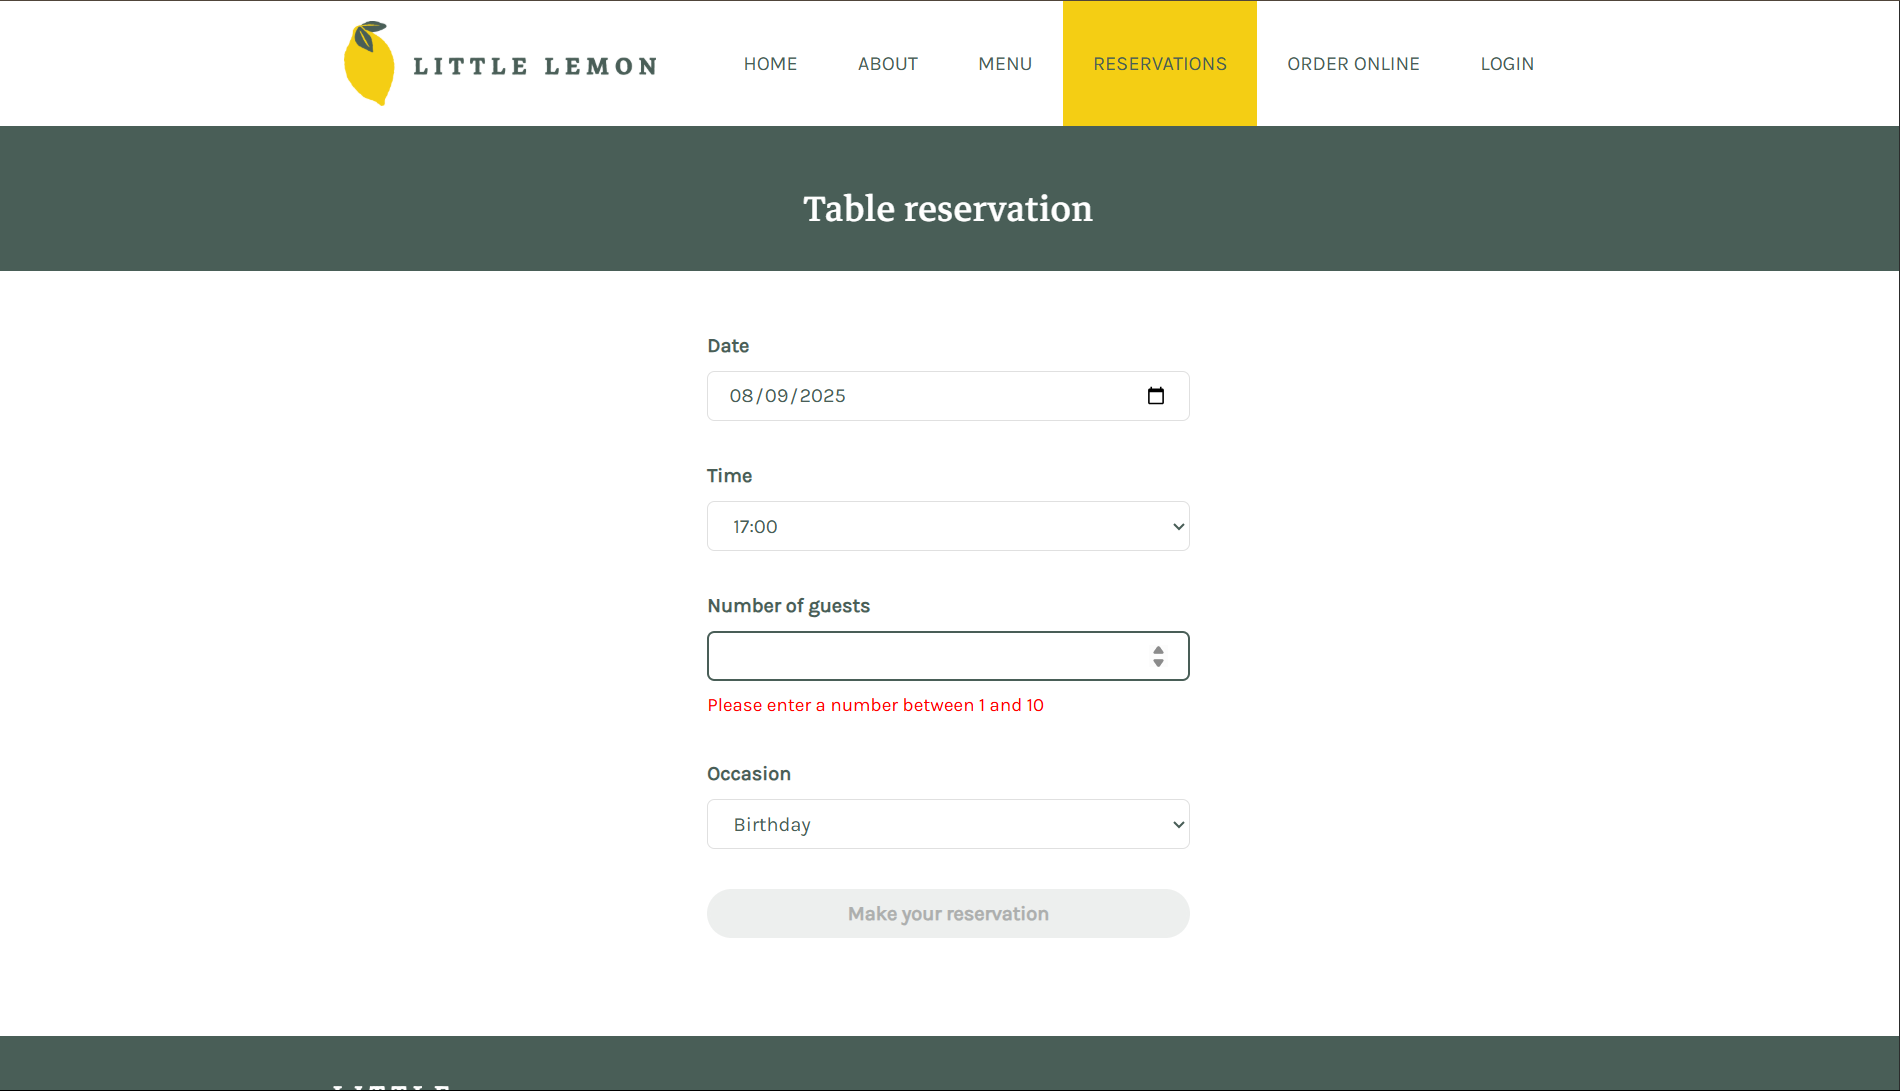 LITTLE LEMON
HOME ABOUT MENU RESERVATIONS ORDER ONLINE LOGIN
Table reservation
Date
08/09/2025
Time
17:00
Number of guests
Please enter a number between 1 and 10
Occasion
Birthday
Make your reservation
LITTLE